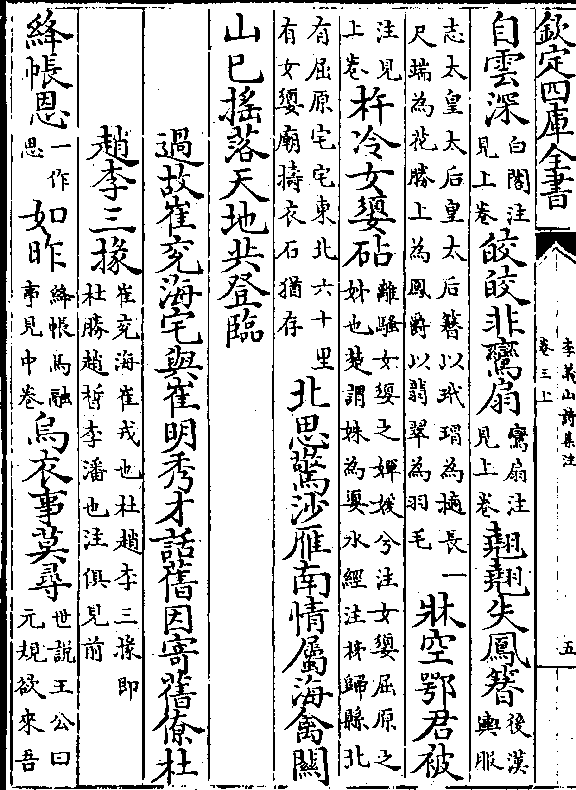 欽定四庫全書
李義山詩集注
卷三上
五
白雲深
白閣注
見上卷
皎皎非鸞扇
鸞扇注
見上卷
翹翹失鳳簪
後漢
輿服
志太皇太后皇太后簪以玳瑁為擿長一
尺端為花勝上為鳳爵以翡翠為羽毛
牀空鄂君被
注見
上卷
杵冷女嬃砧
離騷女嬃之嬋媛兮注女嬃屈原之
姊也楚謂姊為嬃水經注秭歸縣北
有屈原宅宅東北六十里
有女嬃廟擣衣石猶存
北思驚沙雁南情屬海禽關
山已搖落天地共登臨
過故崔兖海宅與崔明秀才話舊因寄舊僚杜
趙李三掾
崔兖海崔戎也杜趙李三掾即
杜勝趙晳李潘也注俱見前
絳帳恩
一作
思
如昨
絳帳馬融
事見中卷
烏衣事莫尋
世說王公曰
元規欲來吾